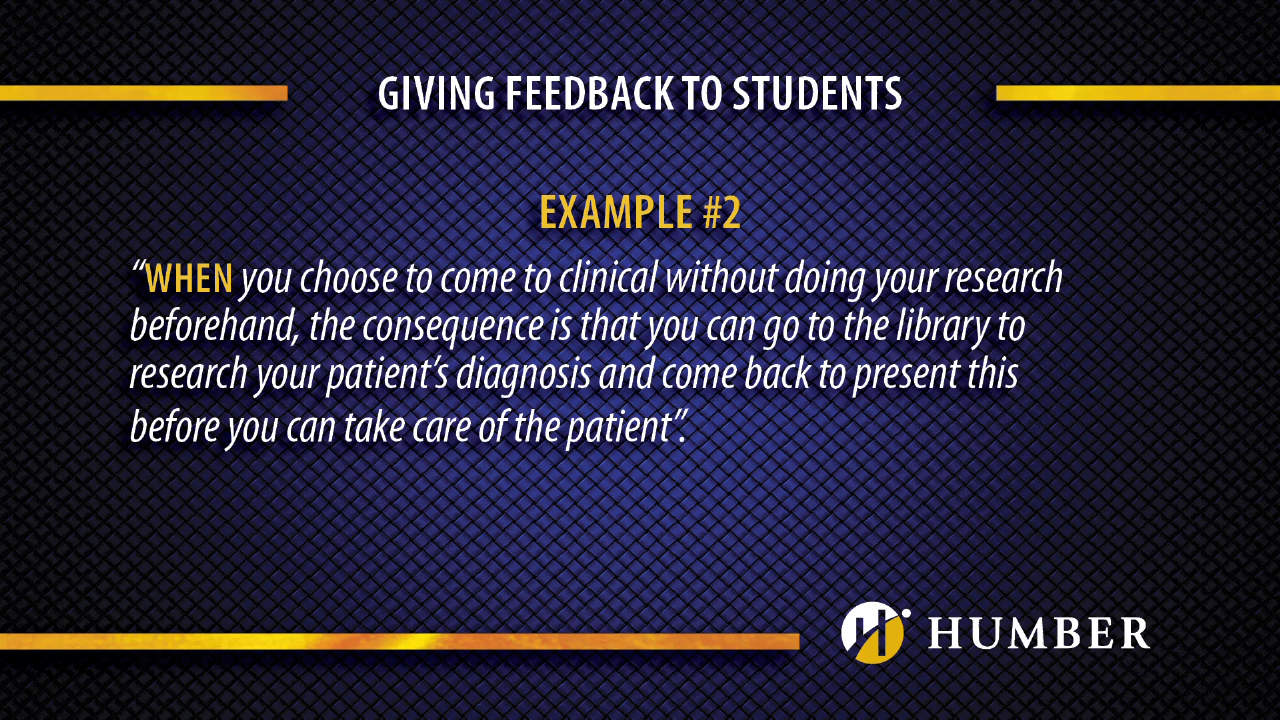 GIVING FEEDBACK TO STUDENTS
EXAMPLE #2
“WHEN you choose to come to clinical without doing your research
beforehand, the consequence is that you can go to the library to
research your patient’s diagnosis and come back to present this
before you can take care of the patient”.
HUMBER